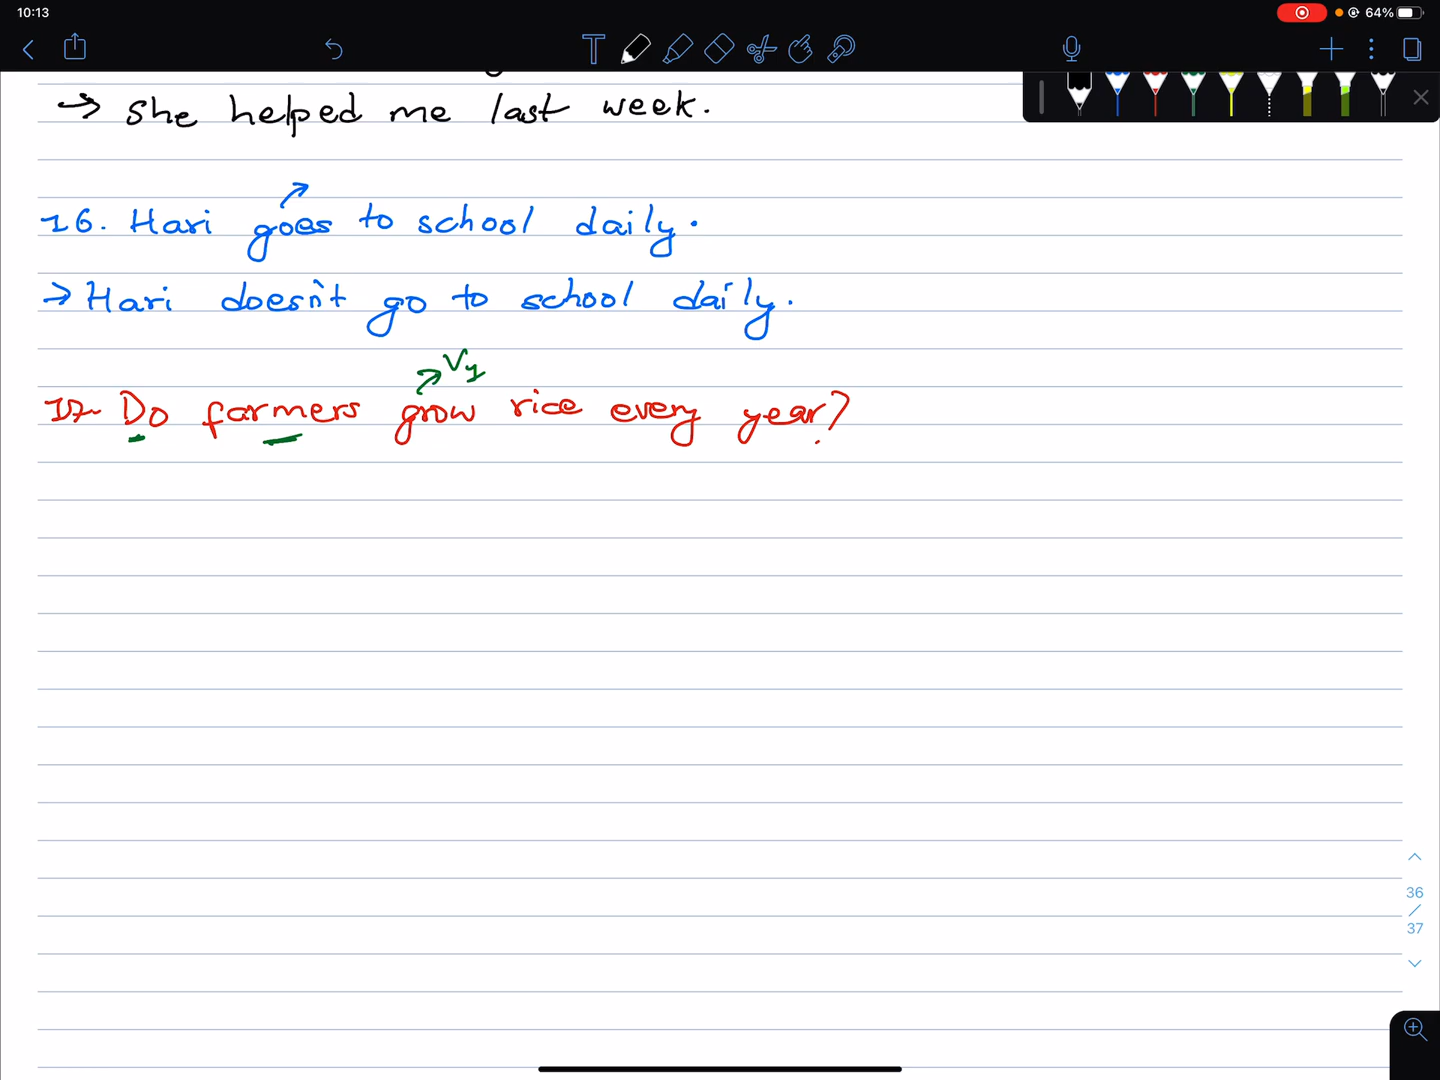 10:13
64%
→ She helped me last week.
16. Hari goes to school daily.
→ Hari doesn't go to school daily.
V1
17. Do farmers grow rice every year?
36
/
37